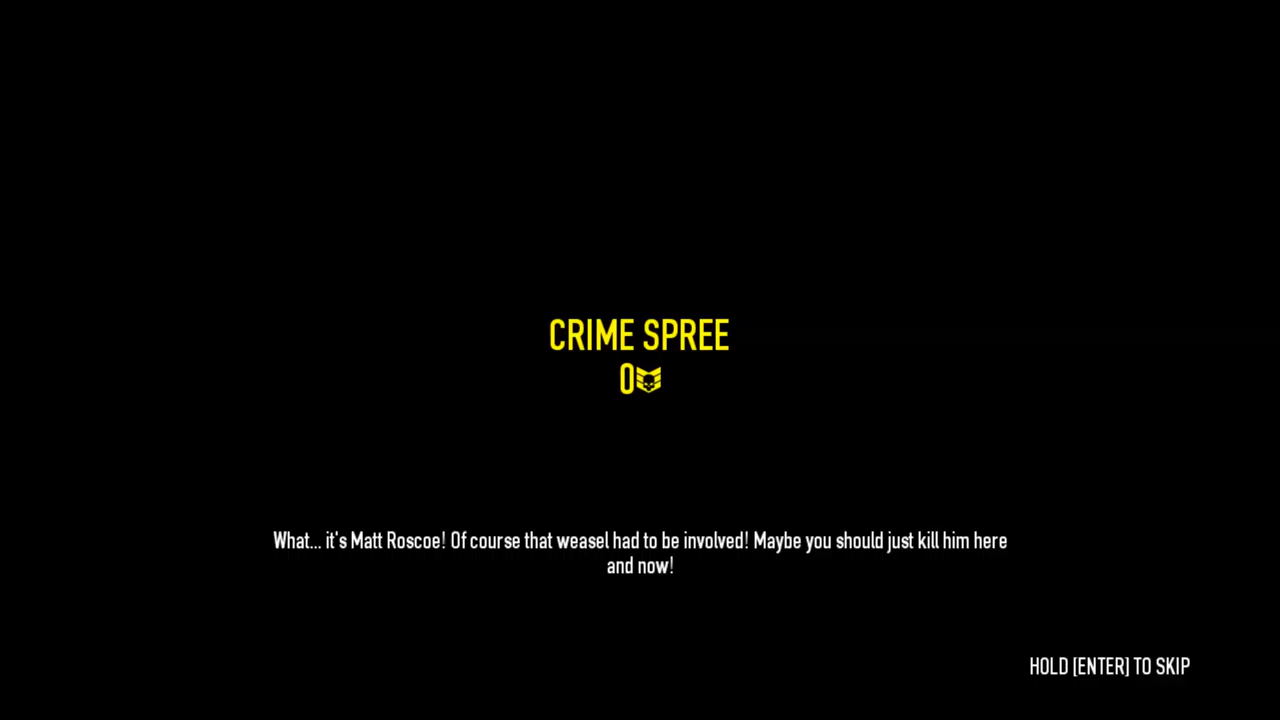 CRIME SPREE
0
What... it's Matt Roscoe! Of course that weasel had to be involved! Maybe you should just kill him here
and now!
HOLD [ENTER] TO SKIP